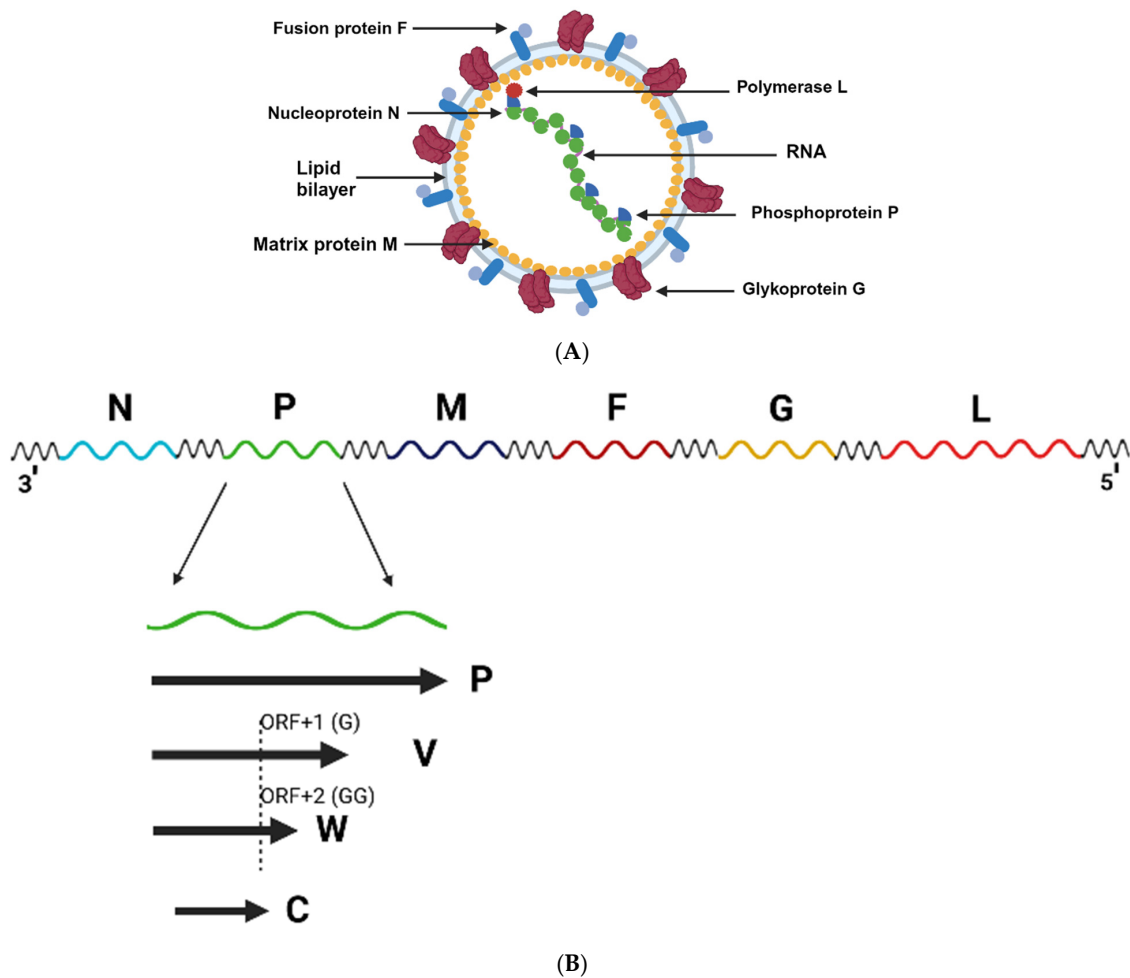 Fusion protein F
Polymerase L
Nucleoprotein N
RNA
Lipid
bilayer
Phosphoprotein P
Matrix protein M
Glykoprotein G
(A)
N P M F G L
3' 5'
P
ORF+1 (G)
V
ORF+2 (GG)
W
C
(B)